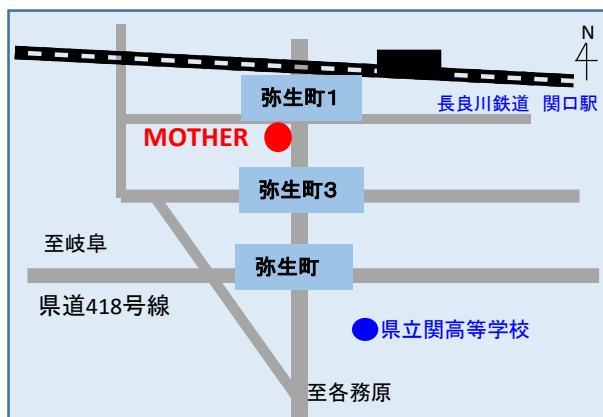 N
弥生町1
長良川鉄道 関口駅
MOTHER
弥生町3
至岐阜
弥生町
県道418号線
県立関高等学校
至各務原